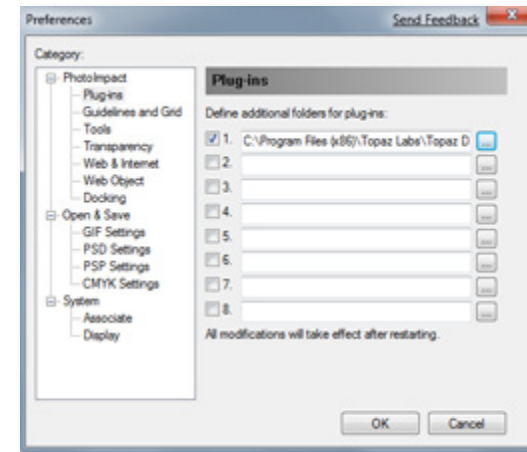 Preferences
Send Feedback
Category:
PhotoImpact
Plug-ins
Guidelines and Grid
Tools
Transparency
Web & Internet
Web Object
Docking
Open & Save
GIF Settings
PSD Settings
PSP Settings
CMYK Settings
System
Associate
Display
Plug-ins
Define additional folders for plug-ins:
1. C:\Program Files (x86)\Topaz Labs\Topaz D ...
2. ...
3. ...
4. ...
5. ...
6. ...
7. ...
8. ...
All modifications will take effect after restarting.
OK Cancel